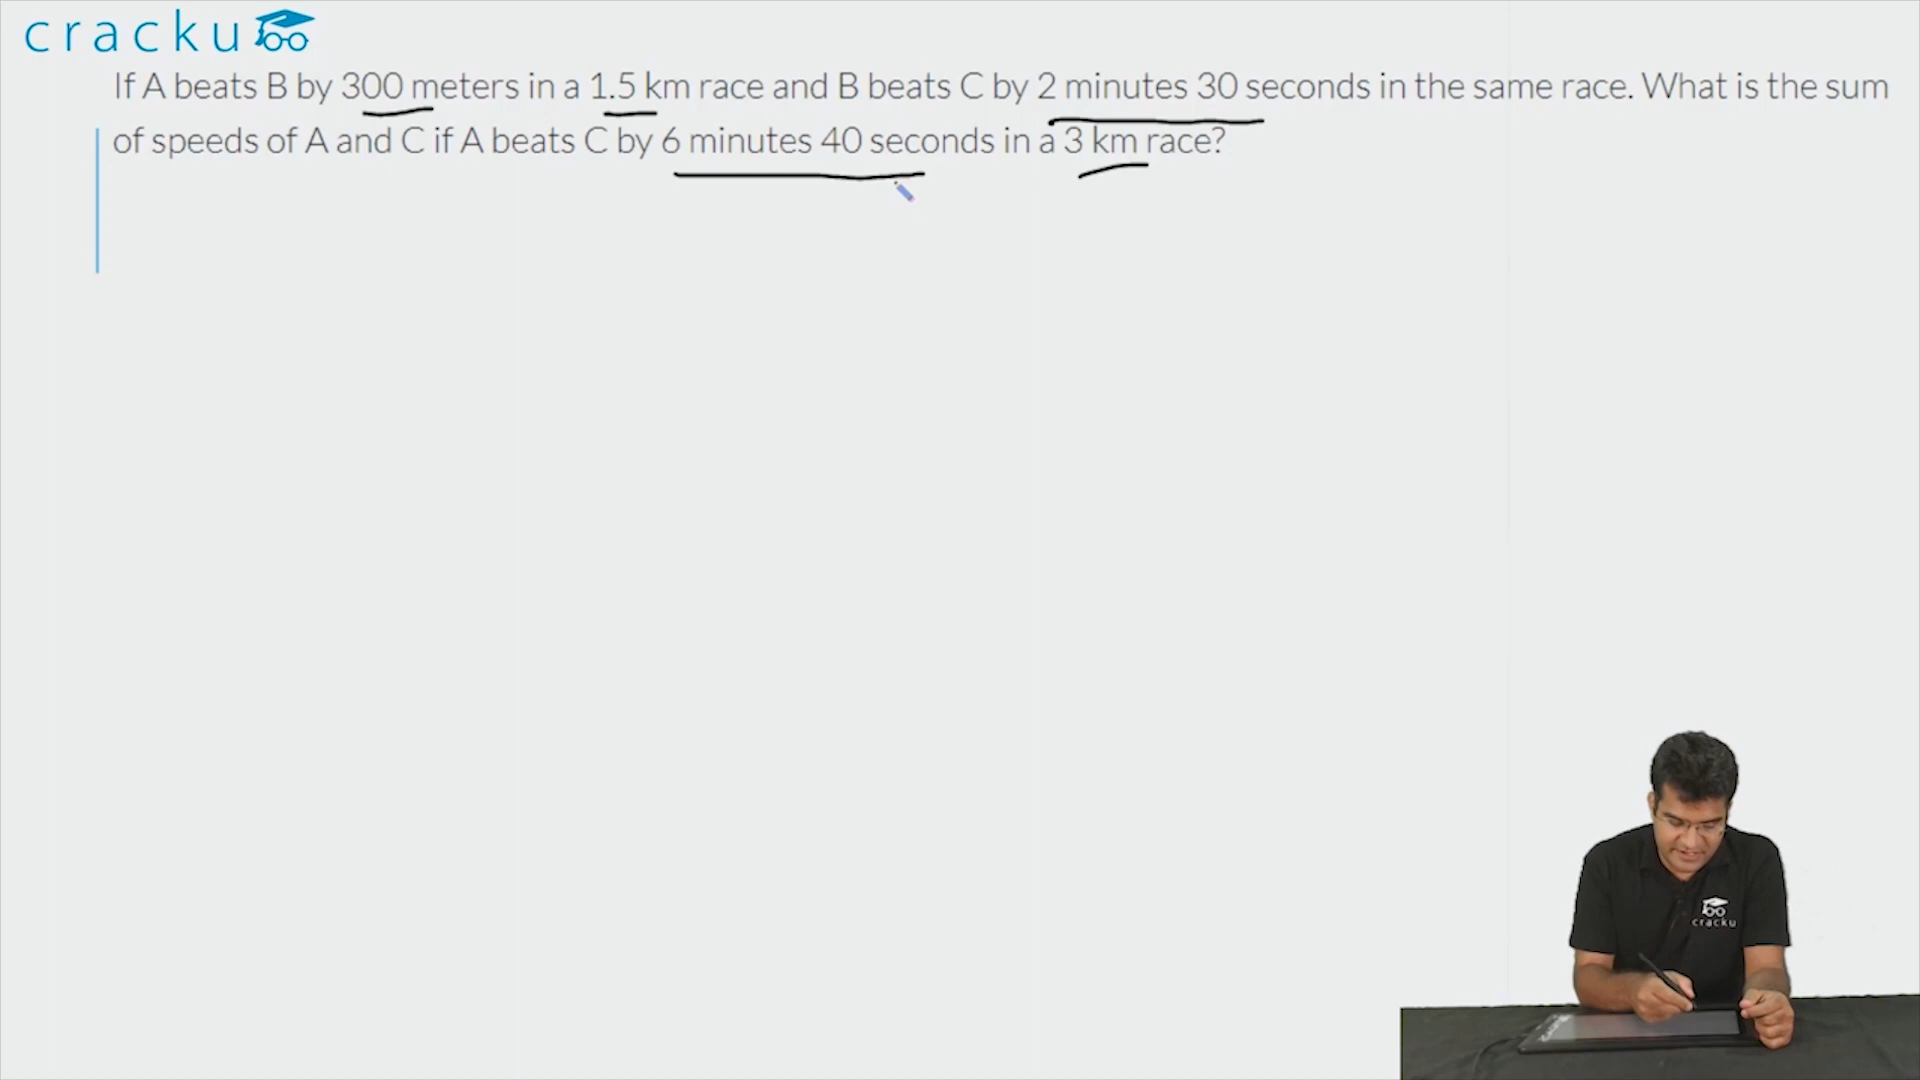 cracku
If A beats B by 300 meters in a 1.5 km race and B beats C by 2 minutes 30 seconds in the same race. What is the sum
of speeds of A and C if A beats C by 6 minutes 40 seconds in a 3 km race?
cracku